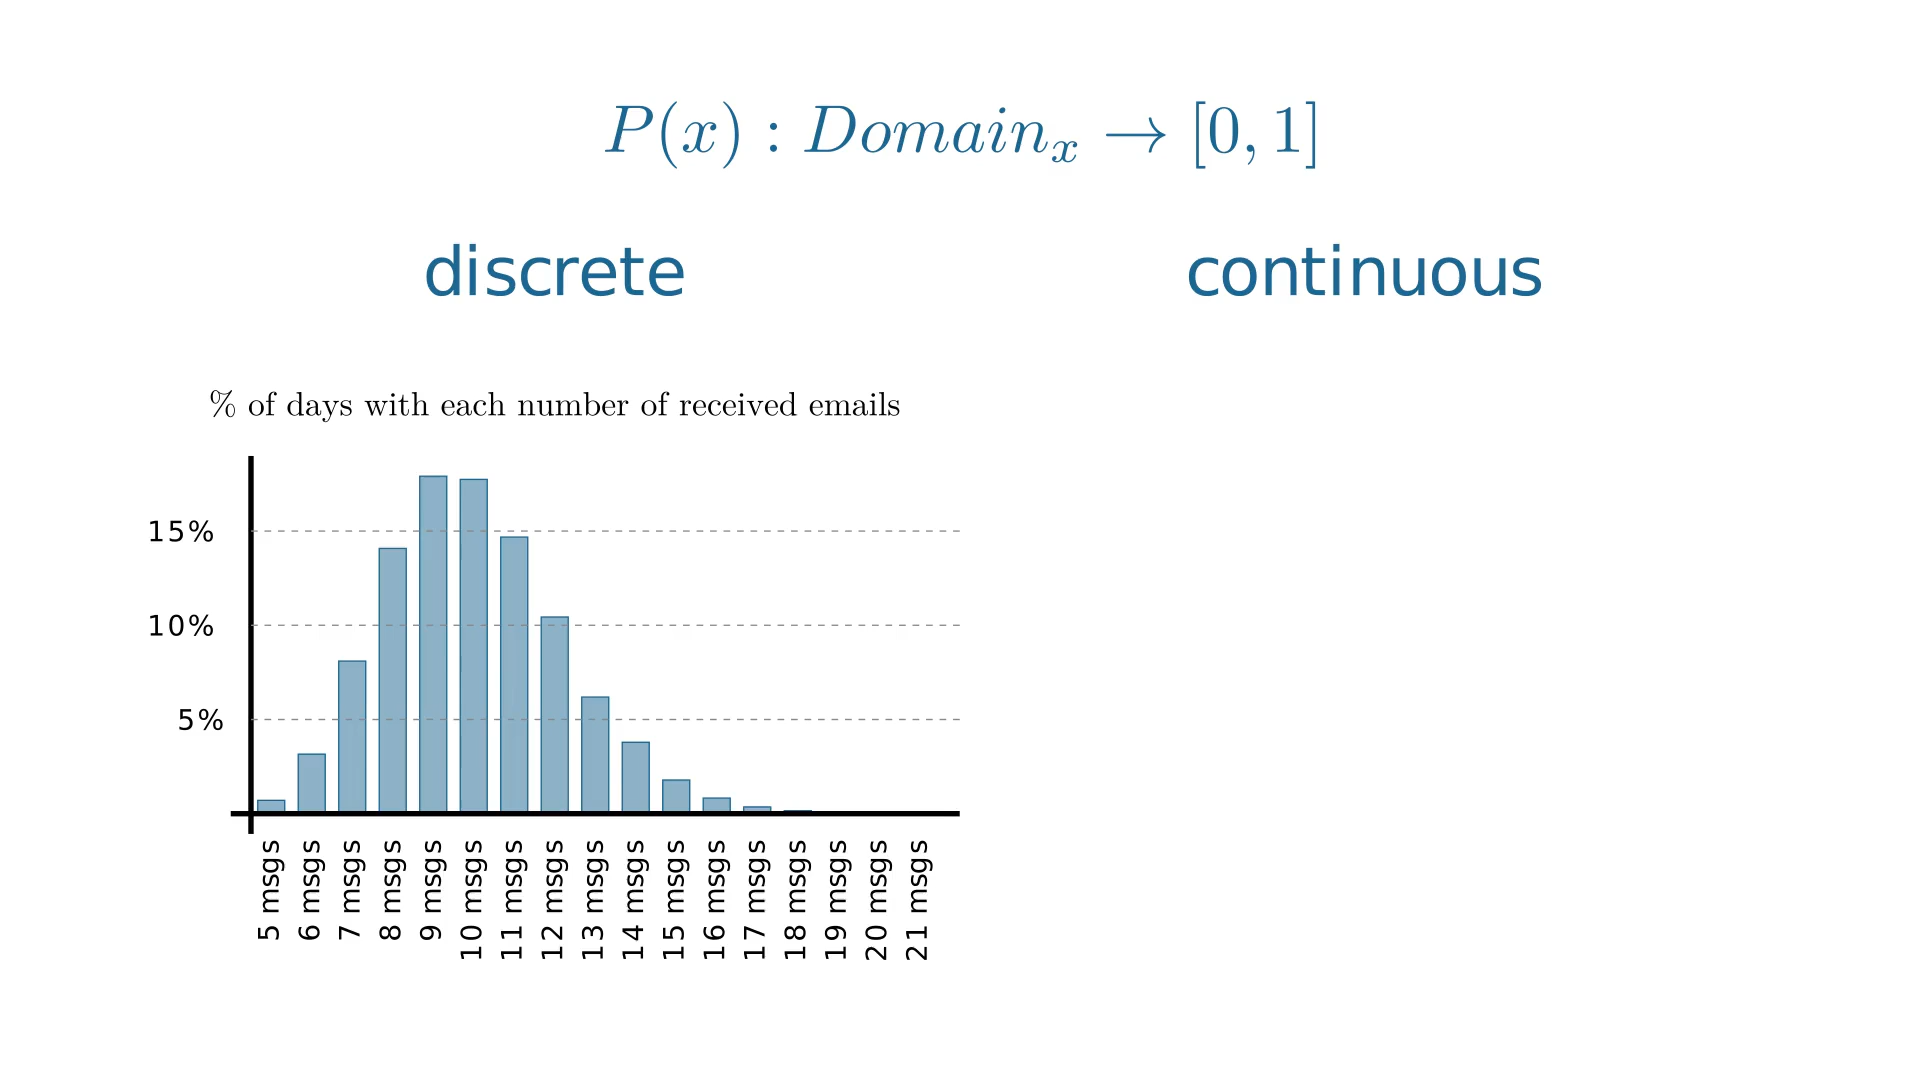 P(x) : Domainₓ → [0, 1]
discrete
continuous
% of days with each number of received emails
15%
10%
5%
5 msgs
6 msgs
7 msgs
8 msgs
9 msgs
10 msgs
11 msgs
12 msgs
13 msgs
14 msgs
15 msgs
16 msgs
17 msgs
18 msgs
19 msgs
20 msgs
21 msgs